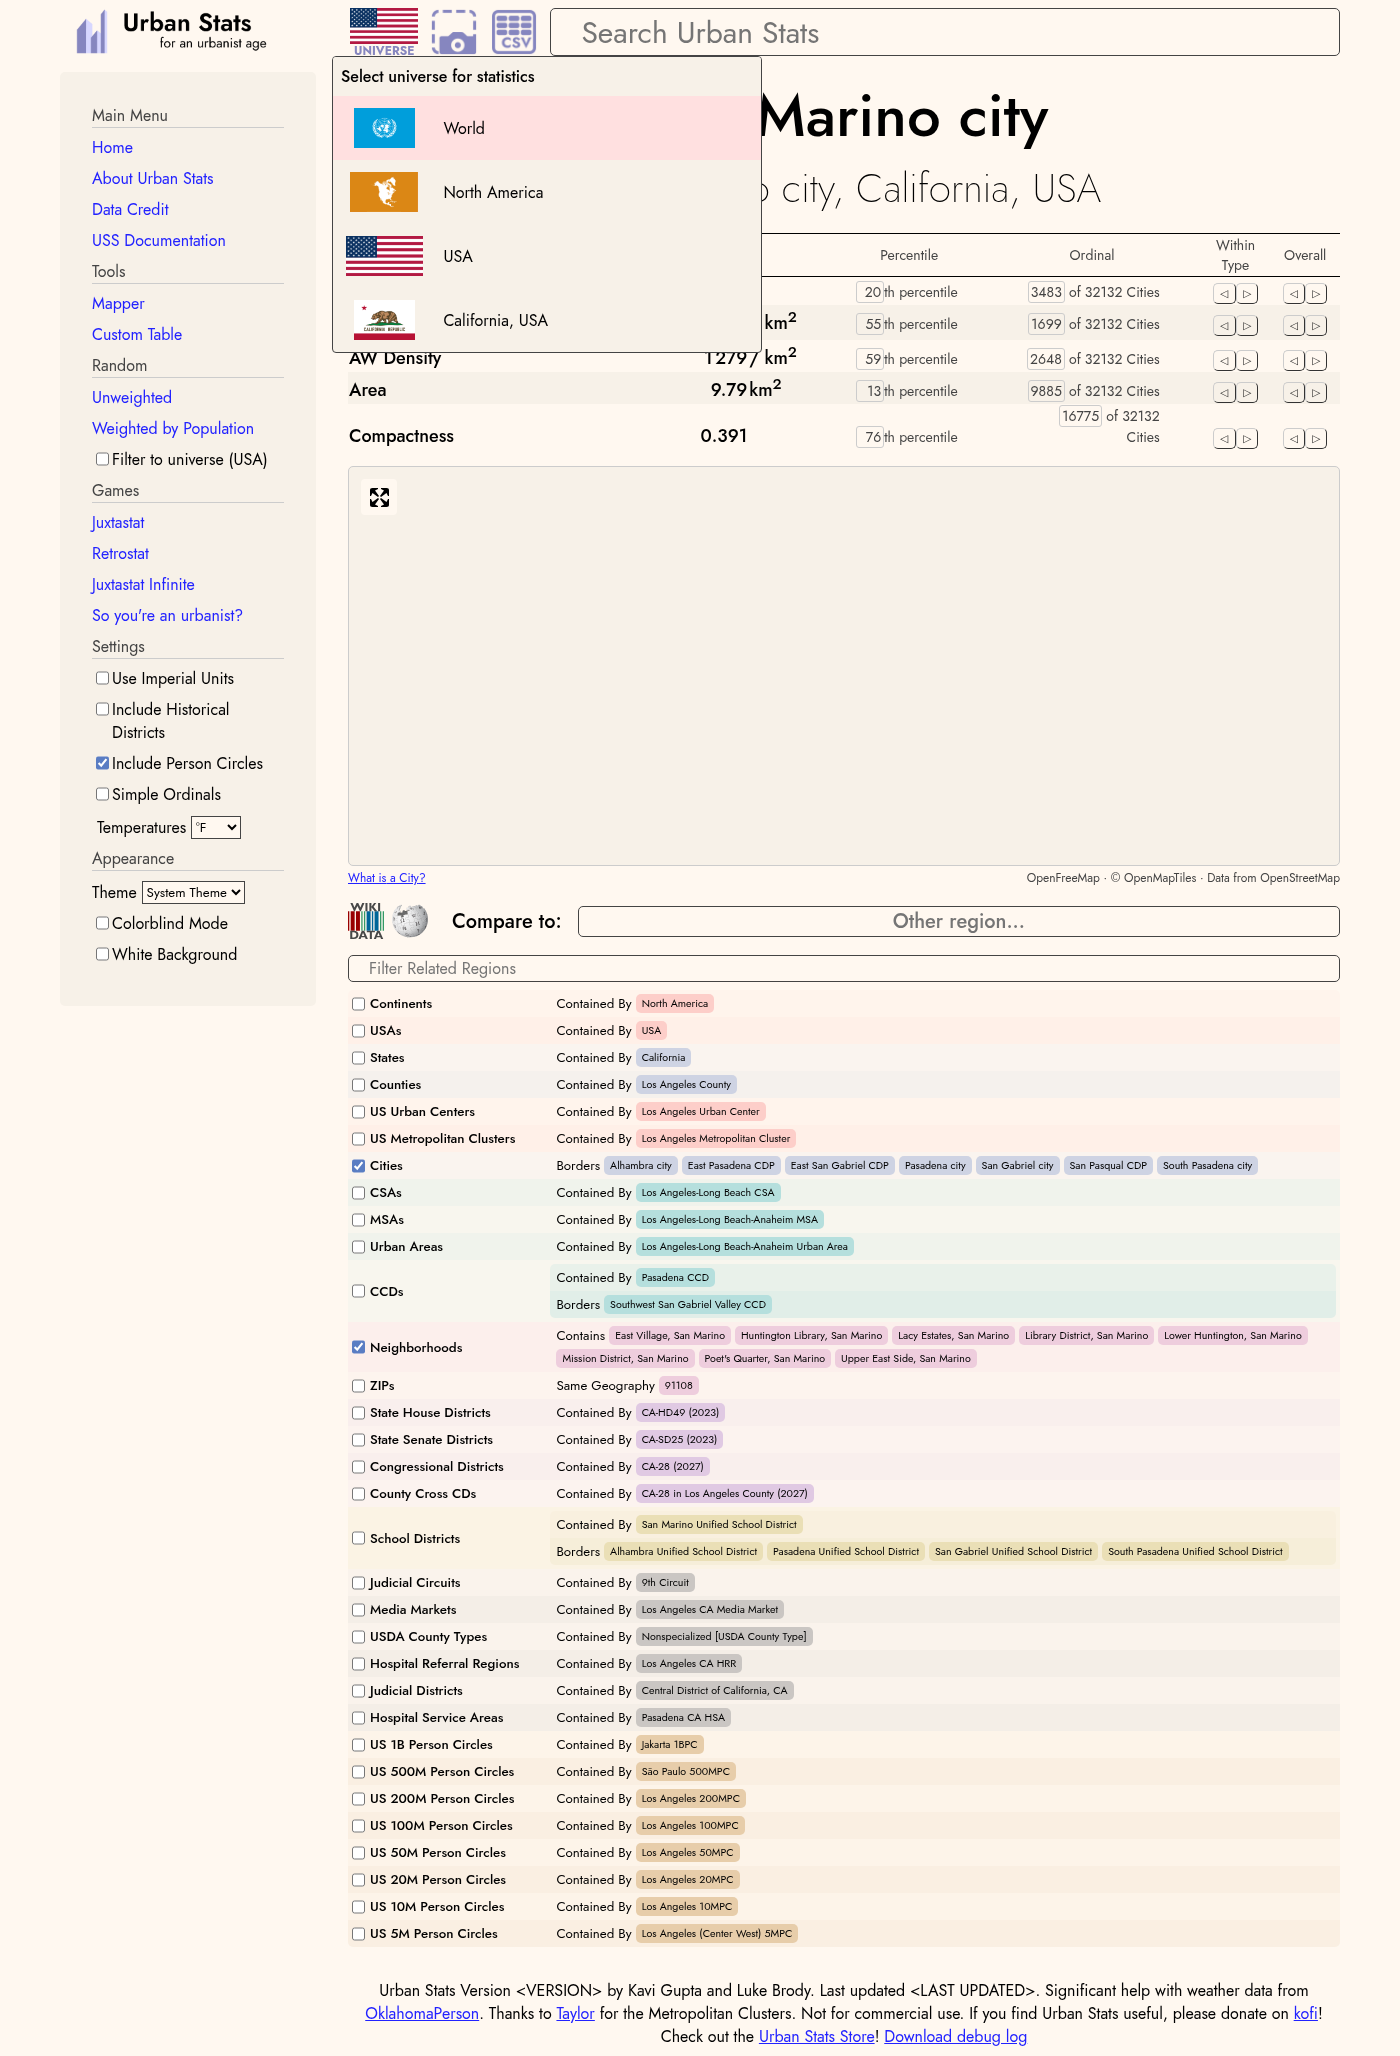 Urban Stats
for an urbanist age
UNIVERSE
CSV
Search Urban Stats
Select universe for statistics
World
North America
USA
CALIFORNIA REPUBLIC
California, USA
Marino city
city, California, USA
Main Menu
Home
About Urban Stats
Data Credit
USS Documentation
Tools
Mapper
Custom Table
Random
Unweighted
Weighted by Population
Filter to universe (USA)
Games
Juxtastat
Retrostat
Juxtastat Infinite
So you're an urbanist?
Settings
Use Imperial Units
Include Historical
Districts
Include Person Circles
Simple Ordinals
Temperatures °F
Appearance
Theme System Theme
Colorblind Mode
White Background
Percentile Ordinal Within Type Overall
20th percentile 3483 of 32132 Cities ◁ ▷ ◁ ▷
km² 55th percentile 1699 of 32132 Cities ◁ ▷ ◁ ▷
AW Density 1279 / km² 59th percentile 2648 of 32132 Cities ◁ ▷ ◁ ▷
Area 9.79 km² 13th percentile 9885 of 32132 Cities ◁ ▷ ◁ ▷
Compactness 0.391 76th percentile 16775 of 32132 Cities ◁ ▷ ◁ ▷
What is a City? OpenFreeMap · © OpenMapTiles · Data from OpenStreetMap
WIKI
DATA
Compare to: Other region...
Filter Related Regions
Continents Contained By North America
USAs Contained By USA
States Contained By California
Counties Contained By Los Angeles County
US Urban Centers Contained By Los Angeles Urban Center
US Metropolitan Clusters Contained By Los Angeles Metropolitan Cluster
Cities Borders Alhambra city East Pasadena CDP East San Gabriel CDP Pasadena city San Gabriel city San Pasqual CDP South Pasadena city
CSAs Contained By Los Angeles-Long Beach CSA
MSAs Contained By Los Angeles-Long Beach-Anaheim MSA
Urban Areas Contained By Los Angeles-Long Beach-Anaheim Urban Area
CCDs Contained By Pasadena CCD
Borders Southwest San Gabriel Valley CCD
Neighborhoods Contains East Village, San Marino Huntington Library, San Marino Lacy Estates, San Marino Library District, San Marino Lower Huntington, San Marino
Mission District, San Marino Poet's Quarter, San Marino Upper East Side, San Marino
ZIPs Same Geography 91108
State House Districts Contained By CA-HD49 (2023)
State Senate Districts Contained By CA-SD25 (2023)
Congressional Districts Contained By CA-28 (2027)
County Cross CDs Contained By CA-28 in Los Angeles County (2027)
School Districts Contained By San Marino Unified School District
Borders Alhambra Unified School District Pasadena Unified School District San Gabriel Unified School District South Pasadena Unified School District
Judicial Circuits Contained By 9th Circuit
Media Markets Contained By Los Angeles CA Media Market
USDA County Types Contained By Nonspecialized [USDA County Type]
Hospital Referral Regions Contained By Los Angeles CA HRR
Judicial Districts Contained By Central District of California, CA
Hospital Service Areas Contained By Pasadena CA HSA
US 1B Person Circles Contained By Jakarta 1BPC
US 500M Person Circles Contained By São Paulo 500MPC
US 200M Person Circles Contained By Los Angeles 200MPC
US 100M Person Circles Contained By Los Angeles 100MPC
US 50M Person Circles Contained By Los Angeles 50MPC
US 20M Person Circles Contained By Los Angeles 20MPC
US 10M Person Circles Contained By Los Angeles 10MPC
US 5M Person Circles Contained By Los Angeles (Center West) 5MPC
Urban Stats Version <VERSION> by Kavi Gupta and Luke Brody. Last updated <LAST UPDATED>. Significant help with weather data from
OklahomaPerson. Thanks to Taylor for the Metropolitan Clusters. Not for commercial use. If you find Urban Stats useful, please donate on kofi!
Check out the Urban Stats Store! Download debug log